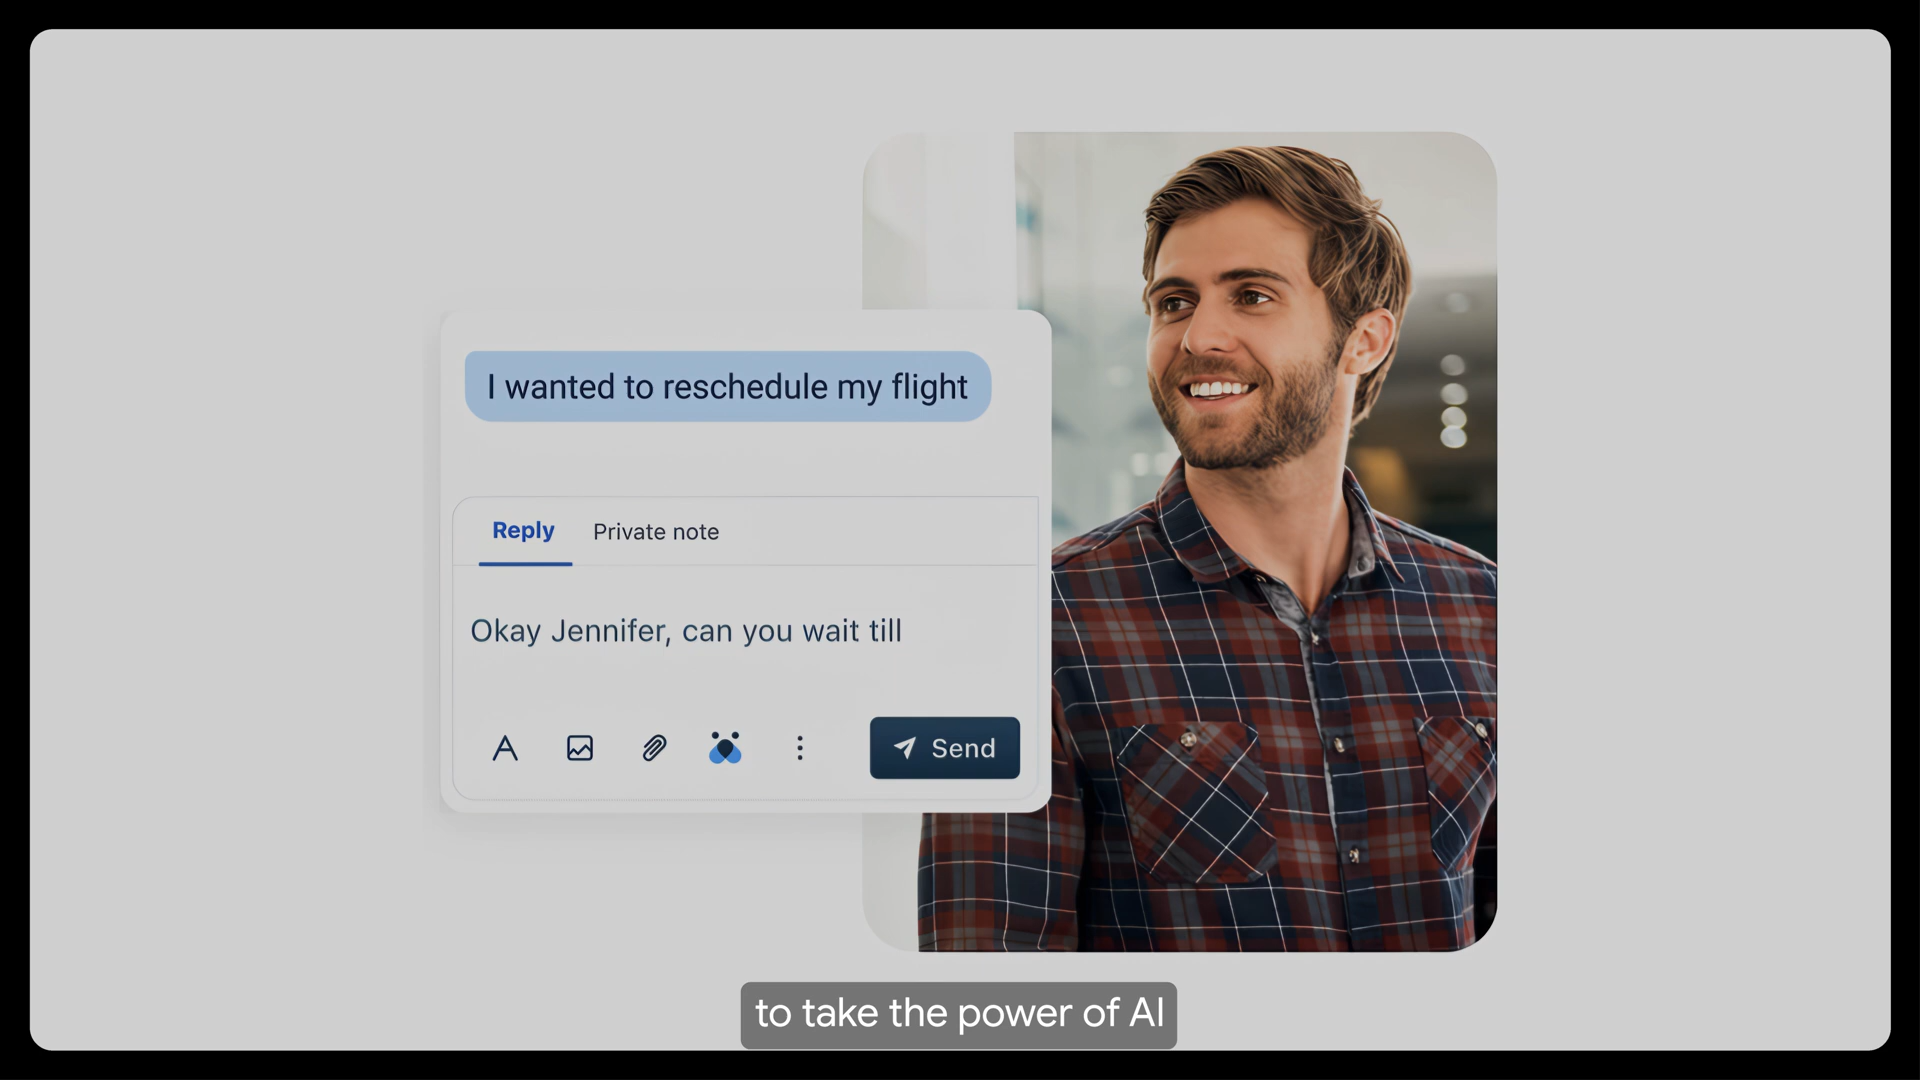 I wanted to reschedule my flight
Reply
Private note
Okay Jennifer, can you wait till
Send
to take the power of AI